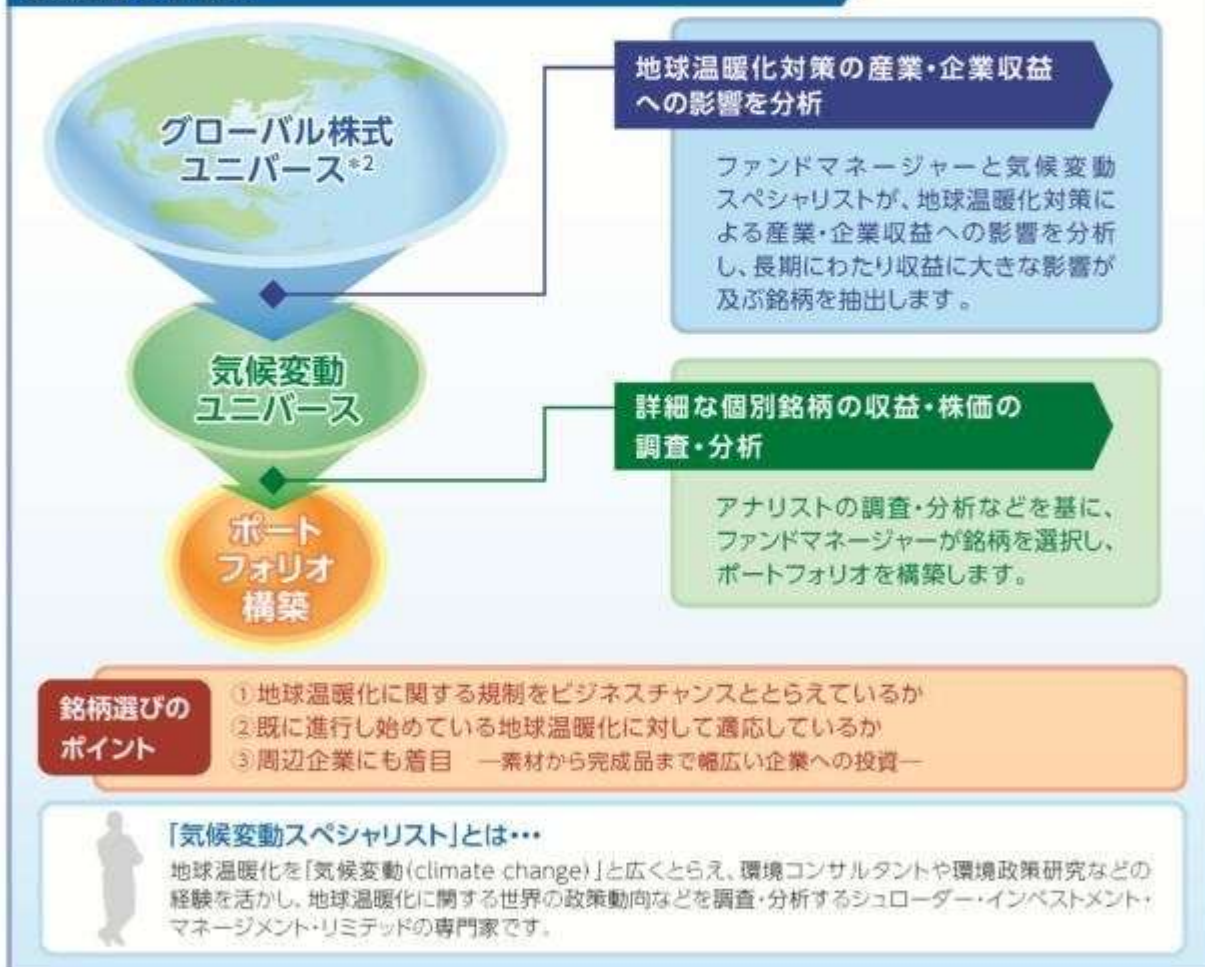 グローバル株式
ユニバース*2
地球温暖化対策の産業・企業収益
への影響を分析
ファンドマネージャーと気候変動
スペシャリストが、地球温暖化対策に
よる産業・企業収益への影響を分析
し、長期にわたり収益に大きな影響が
及ぶ銘柄を抽出します。
気候変動
ユニバース
詳細な個別銘柄の収益・株価の
調査・分析
アナリストの調査・分析などを基に、
ファンドマネージャーが銘柄を選択し、
ポートフォリオを構築します。
ポート
フォリオ
構築
銘柄選びの
ポイント
①地球温暖化に関する規制をビジネスチャンスととらえているか
②既に進行し始めている地球温暖化に対して適応しているか
③周辺企業にも着目 ―素材から完成品まで幅広い企業への投資―
「気候変動スペシャリスト」とは・・・
地球温暖化を「気候変動(climate change)」と広くとらえ、環境コンサルタントや環境政策研究などの
経験を活かし、地球温暖化に関する世界の政策動向などを調査・分析するシュローダー・インベストメント・
マネージメント・リミテッドの専門家です。